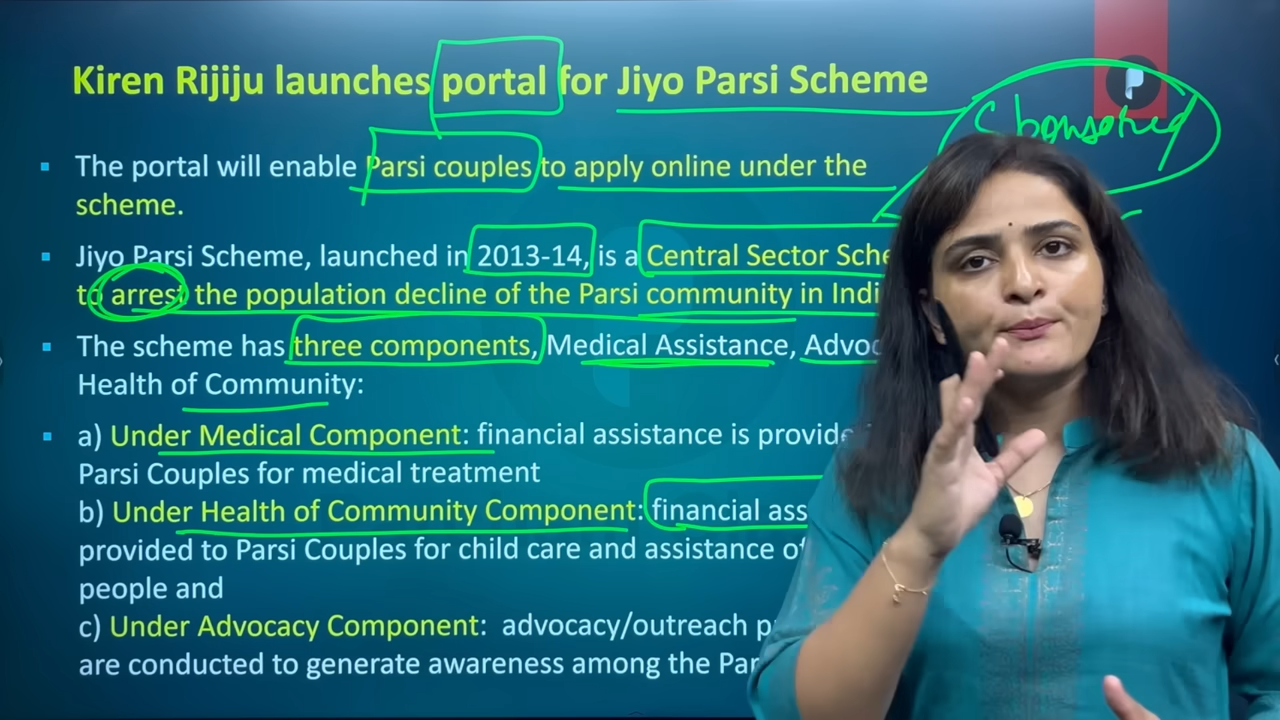 Kiren Rijiju launches portal for Jiyo Parsi Scheme
Sponsored
The portal will enable Parsi couples to apply online under the
scheme.
Jiyo Parsi Scheme, launched in 2013-14, is a Central Sector Sche
to arrest the population decline of the Parsi community in Indi
The scheme has three components, Medical Assistance, Advoc
Health of Community:
a) Under Medical Component: financial assistance is provide
Parsi Couples for medical treatment
b) Under Health of Community Component: financial ass
provided to Parsi Couples for child care and assistance of
people and
c) Under Advocacy Component: advocacy/outreach p
are conducted to generate awareness among the Par